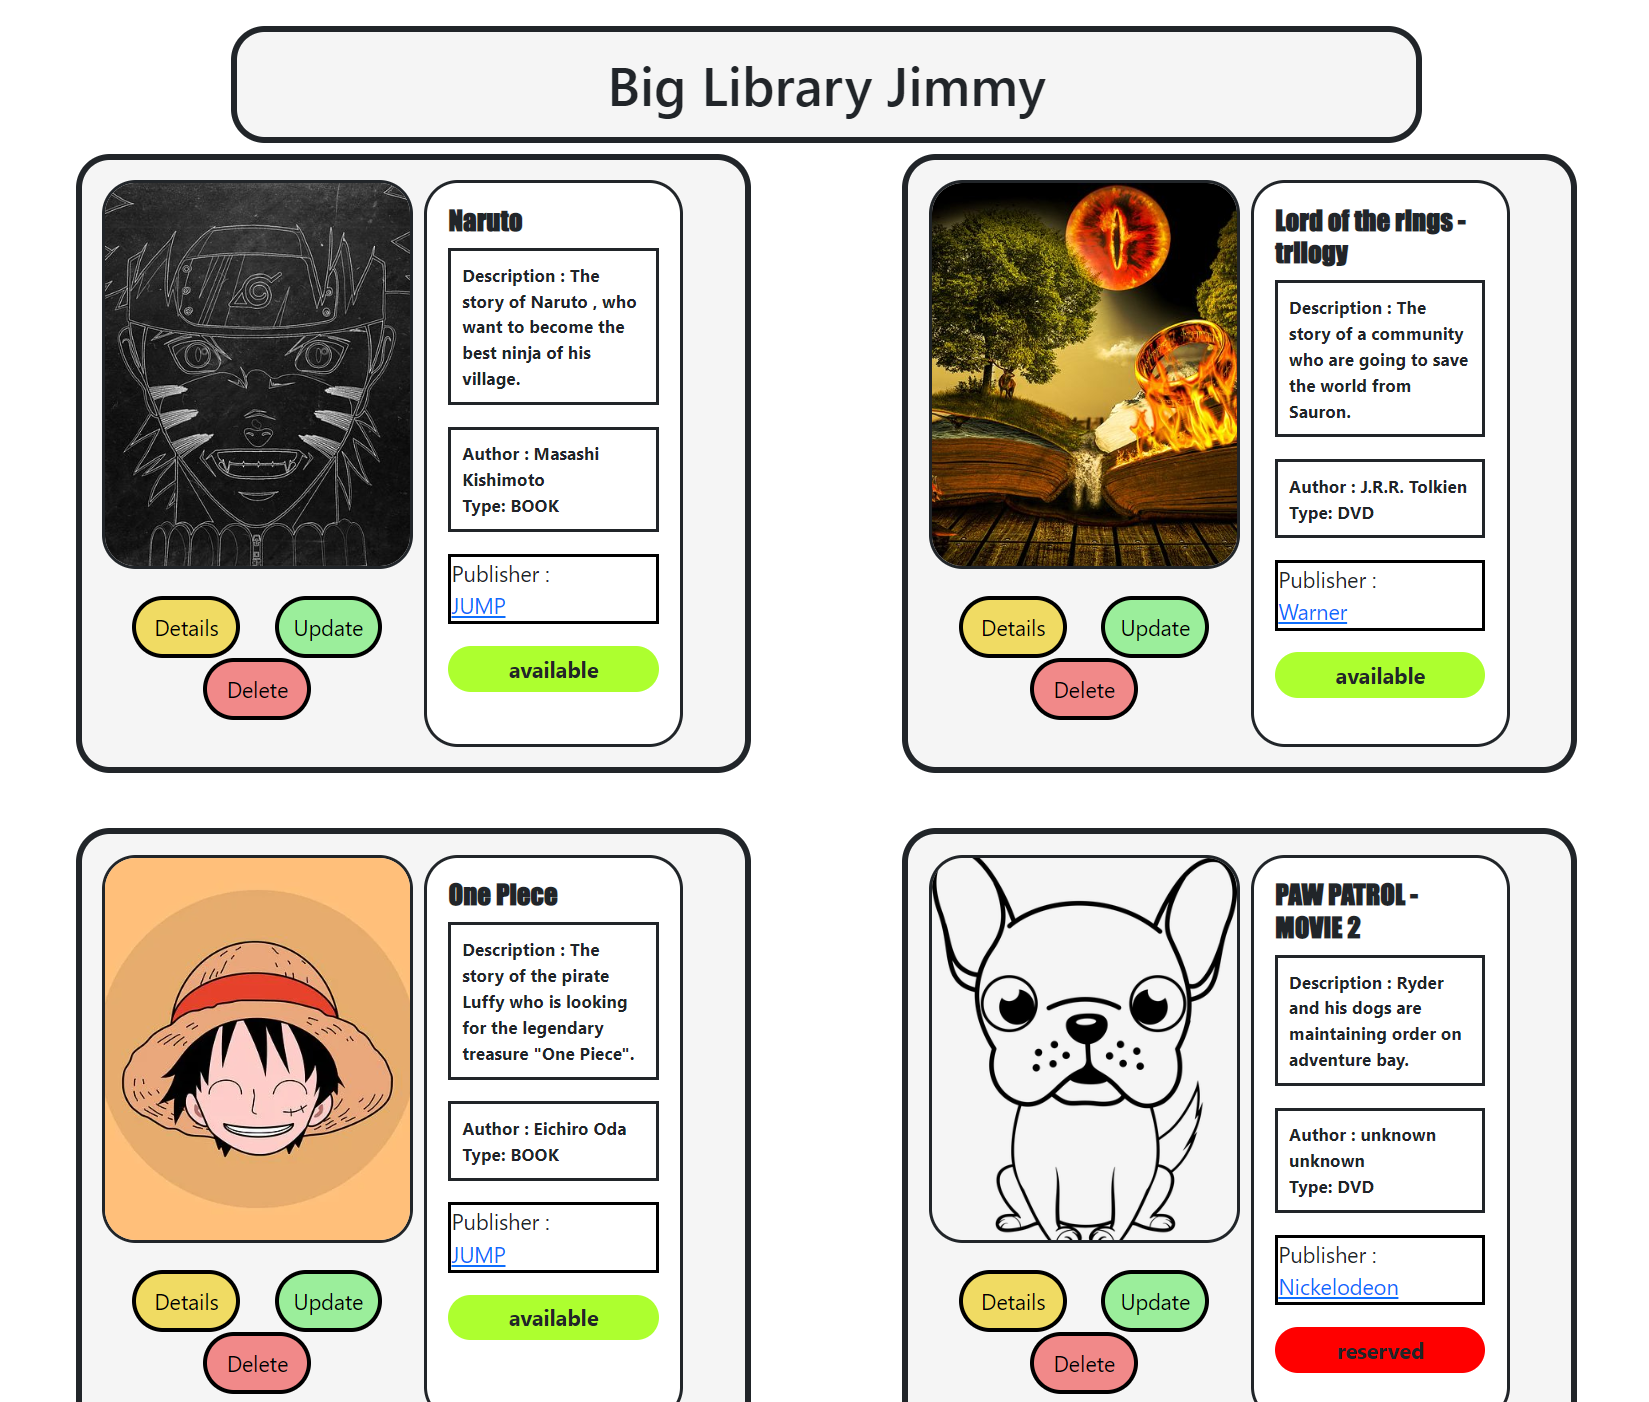 Big Library Jimmy
Naruto
Description : The
story of Naruto , who
want to become the
best ninja of his
village.
Author : Masashi
Kishimoto
Type: BOOK
Publisher :
JUMP
available
Details
Update
Delete
Lord of the rings -
trilogy
Description : The
story of a community
who are going to save
the world from
Sauron.
Author : J.R.R. Tolkien
Type: DVD
Publisher :
Warner
available
Details
Update
Delete
One Piece
Description : The
story of the pirate
Luffy who is looking
for the legendary
treasure "One Piece".
Author : Eichiro Oda
Type: BOOK
Publisher :
JUMP
available
Details
Update
Delete
PAW PATROL -
MOVIE 2
Description : Ryder
and his dogs are
maintaining order on
adventure bay.
Author : unknown
unknown
Type: DVD
Publisher :
Nickelodeon
reserved
Details
Update
Delete